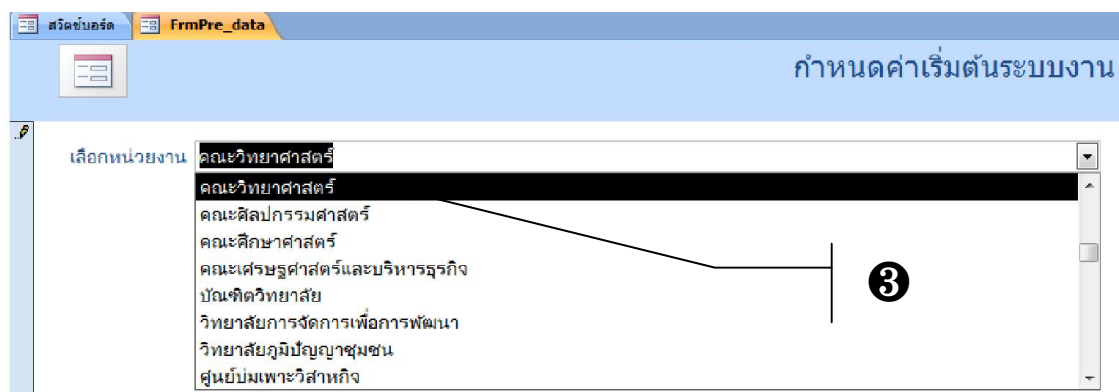 สวิตช์บอร์ด FrmPre_data
กำหนดค่าเริ่มต้นระบบงาน
เลือกหน่วยงาน คณะวิทยาศาสตร์
คณะวิทยาศาสตร์
คณะศิลปกรรมศาสตร์
คณะศึกษาศาสตร์
คณะเศรษฐศาสตร์และบริหารธุรกิจ
บัณฑิตวิทยาลัย
วิทยาลัยการจัดการเพื่อการพัฒนา
วิทยาลัยภูมิปัญญาชุมชน
ศูนย์บ่มเพาะวิสาหกิจ
❸